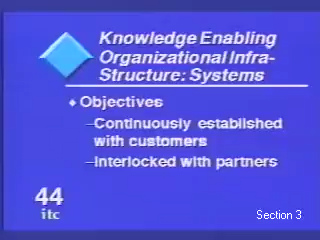 Knowledge Enabling
Organizational Infra-
Structure: Systems
Objectives
–Continuously established
with customers
–Interlocked with partners
44
itc
Section 3